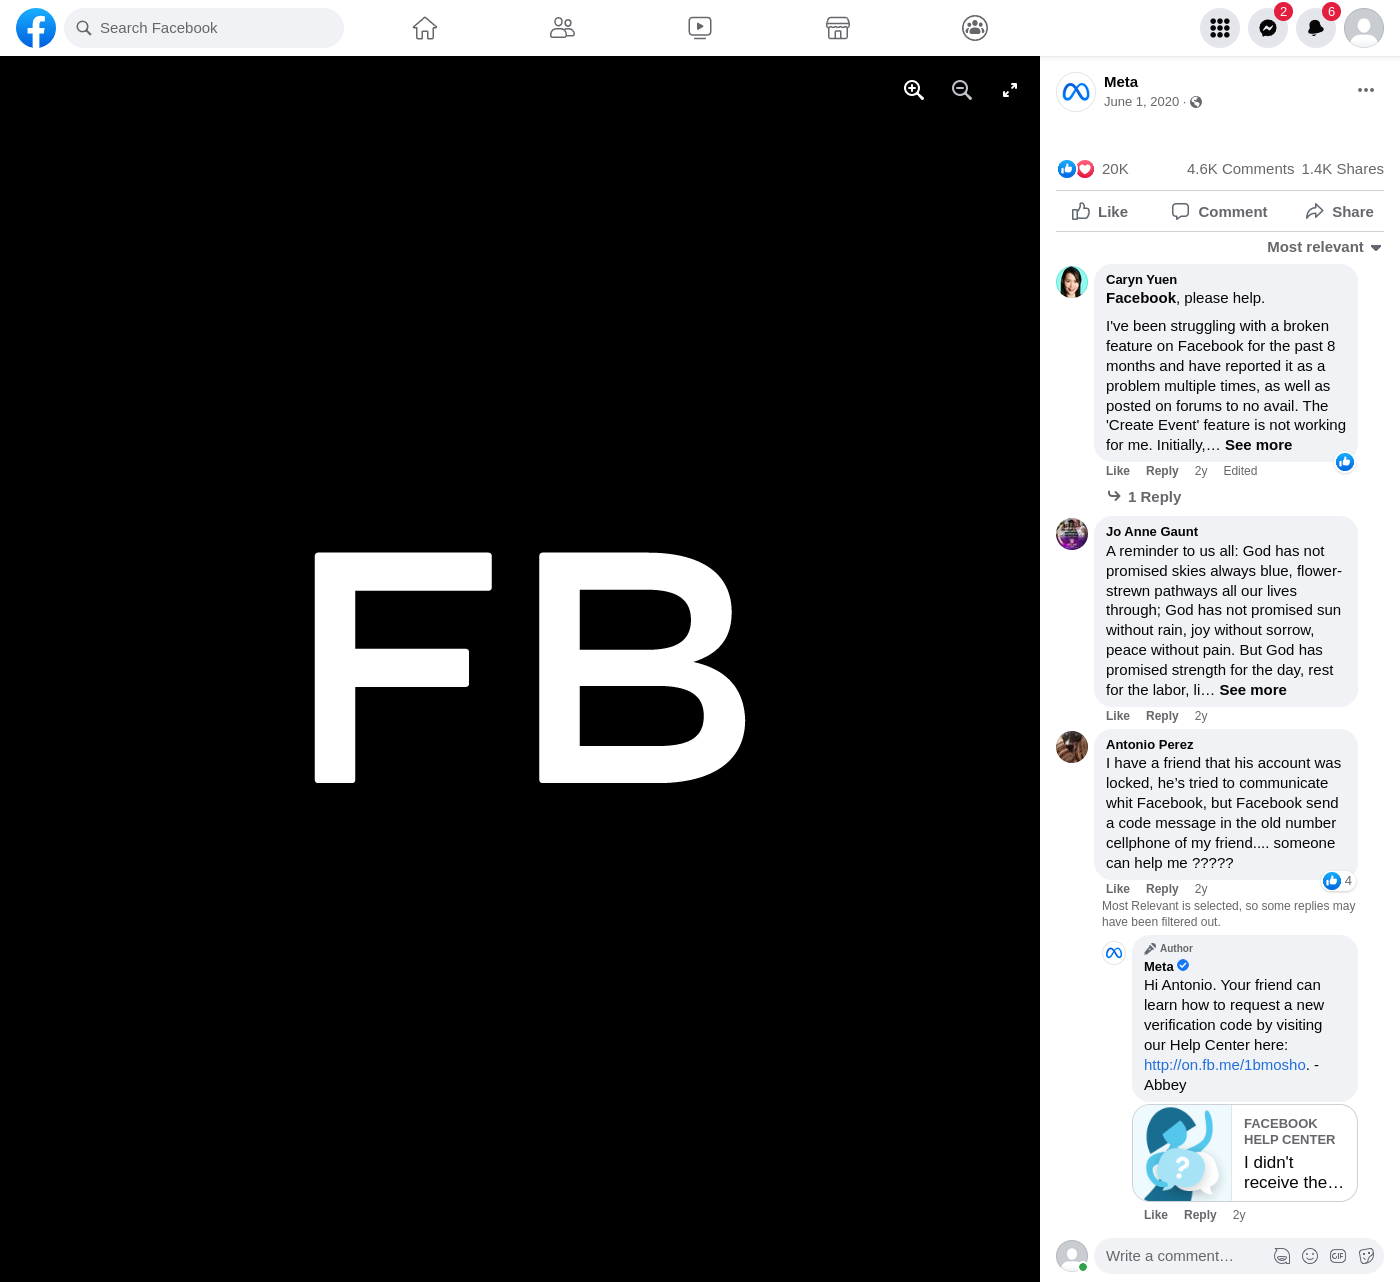 Search Facebook
2
6
Meta
June 1, 2020 ·
20K
4.6K Comments 1.4K Shares
Like
Comment
Share
Most relevant
Caryn Yuen
Facebook, please help.
I've been struggling with a broken
feature on Facebook for the past 8
months and have reported it as a
problem multiple times, as well as
posted on forums to no avail. The
'Create Event' feature is not working
for me. Initially,… See more
Like Reply 2y Edited
1 Reply
Jo Anne Gaunt
A reminder to us all: God has not
promised skies always blue, flower-
strewn pathways all our lives
through; God has not promised sun
without rain, joy without sorrow,
peace without pain. But God has
promised strength for the day, rest
for the labor, li… See more
Like Reply 2y
Antonio Perez
I have a friend that his account was
locked, he’s tried to communicate
whit Facebook, but Facebook send
a code message in the old number
cellphone of my friend.... someone
can help me ?????
4
Like Reply 2y
Most Relevant is selected, so some replies may
have been filtered out.
Author
Meta
Hi Antonio. Your friend can
learn how to request a new
verification code by visiting
our Help Center here:
http://on.fb.me/1bmosho. -
Abbey
FACEBOOK
HELP CENTER
I didn't
receive the…
Like Reply 2y
Write a comment…
GIF
FB